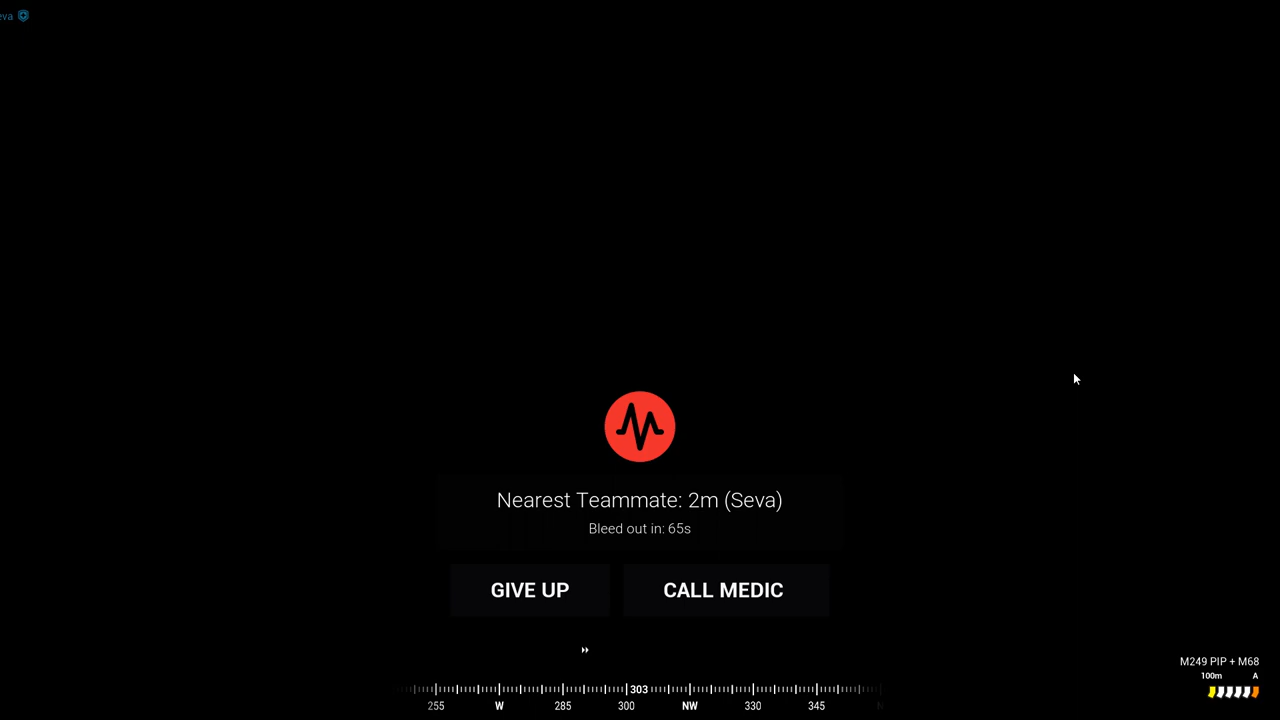 eva
Nearest Teammate: 2m (Seva)
Bleed out in: 65s
GIVE UP
CALL MEDIC
303
255 W 285 300 NW 330 345
M249 PIP + M68
100m A